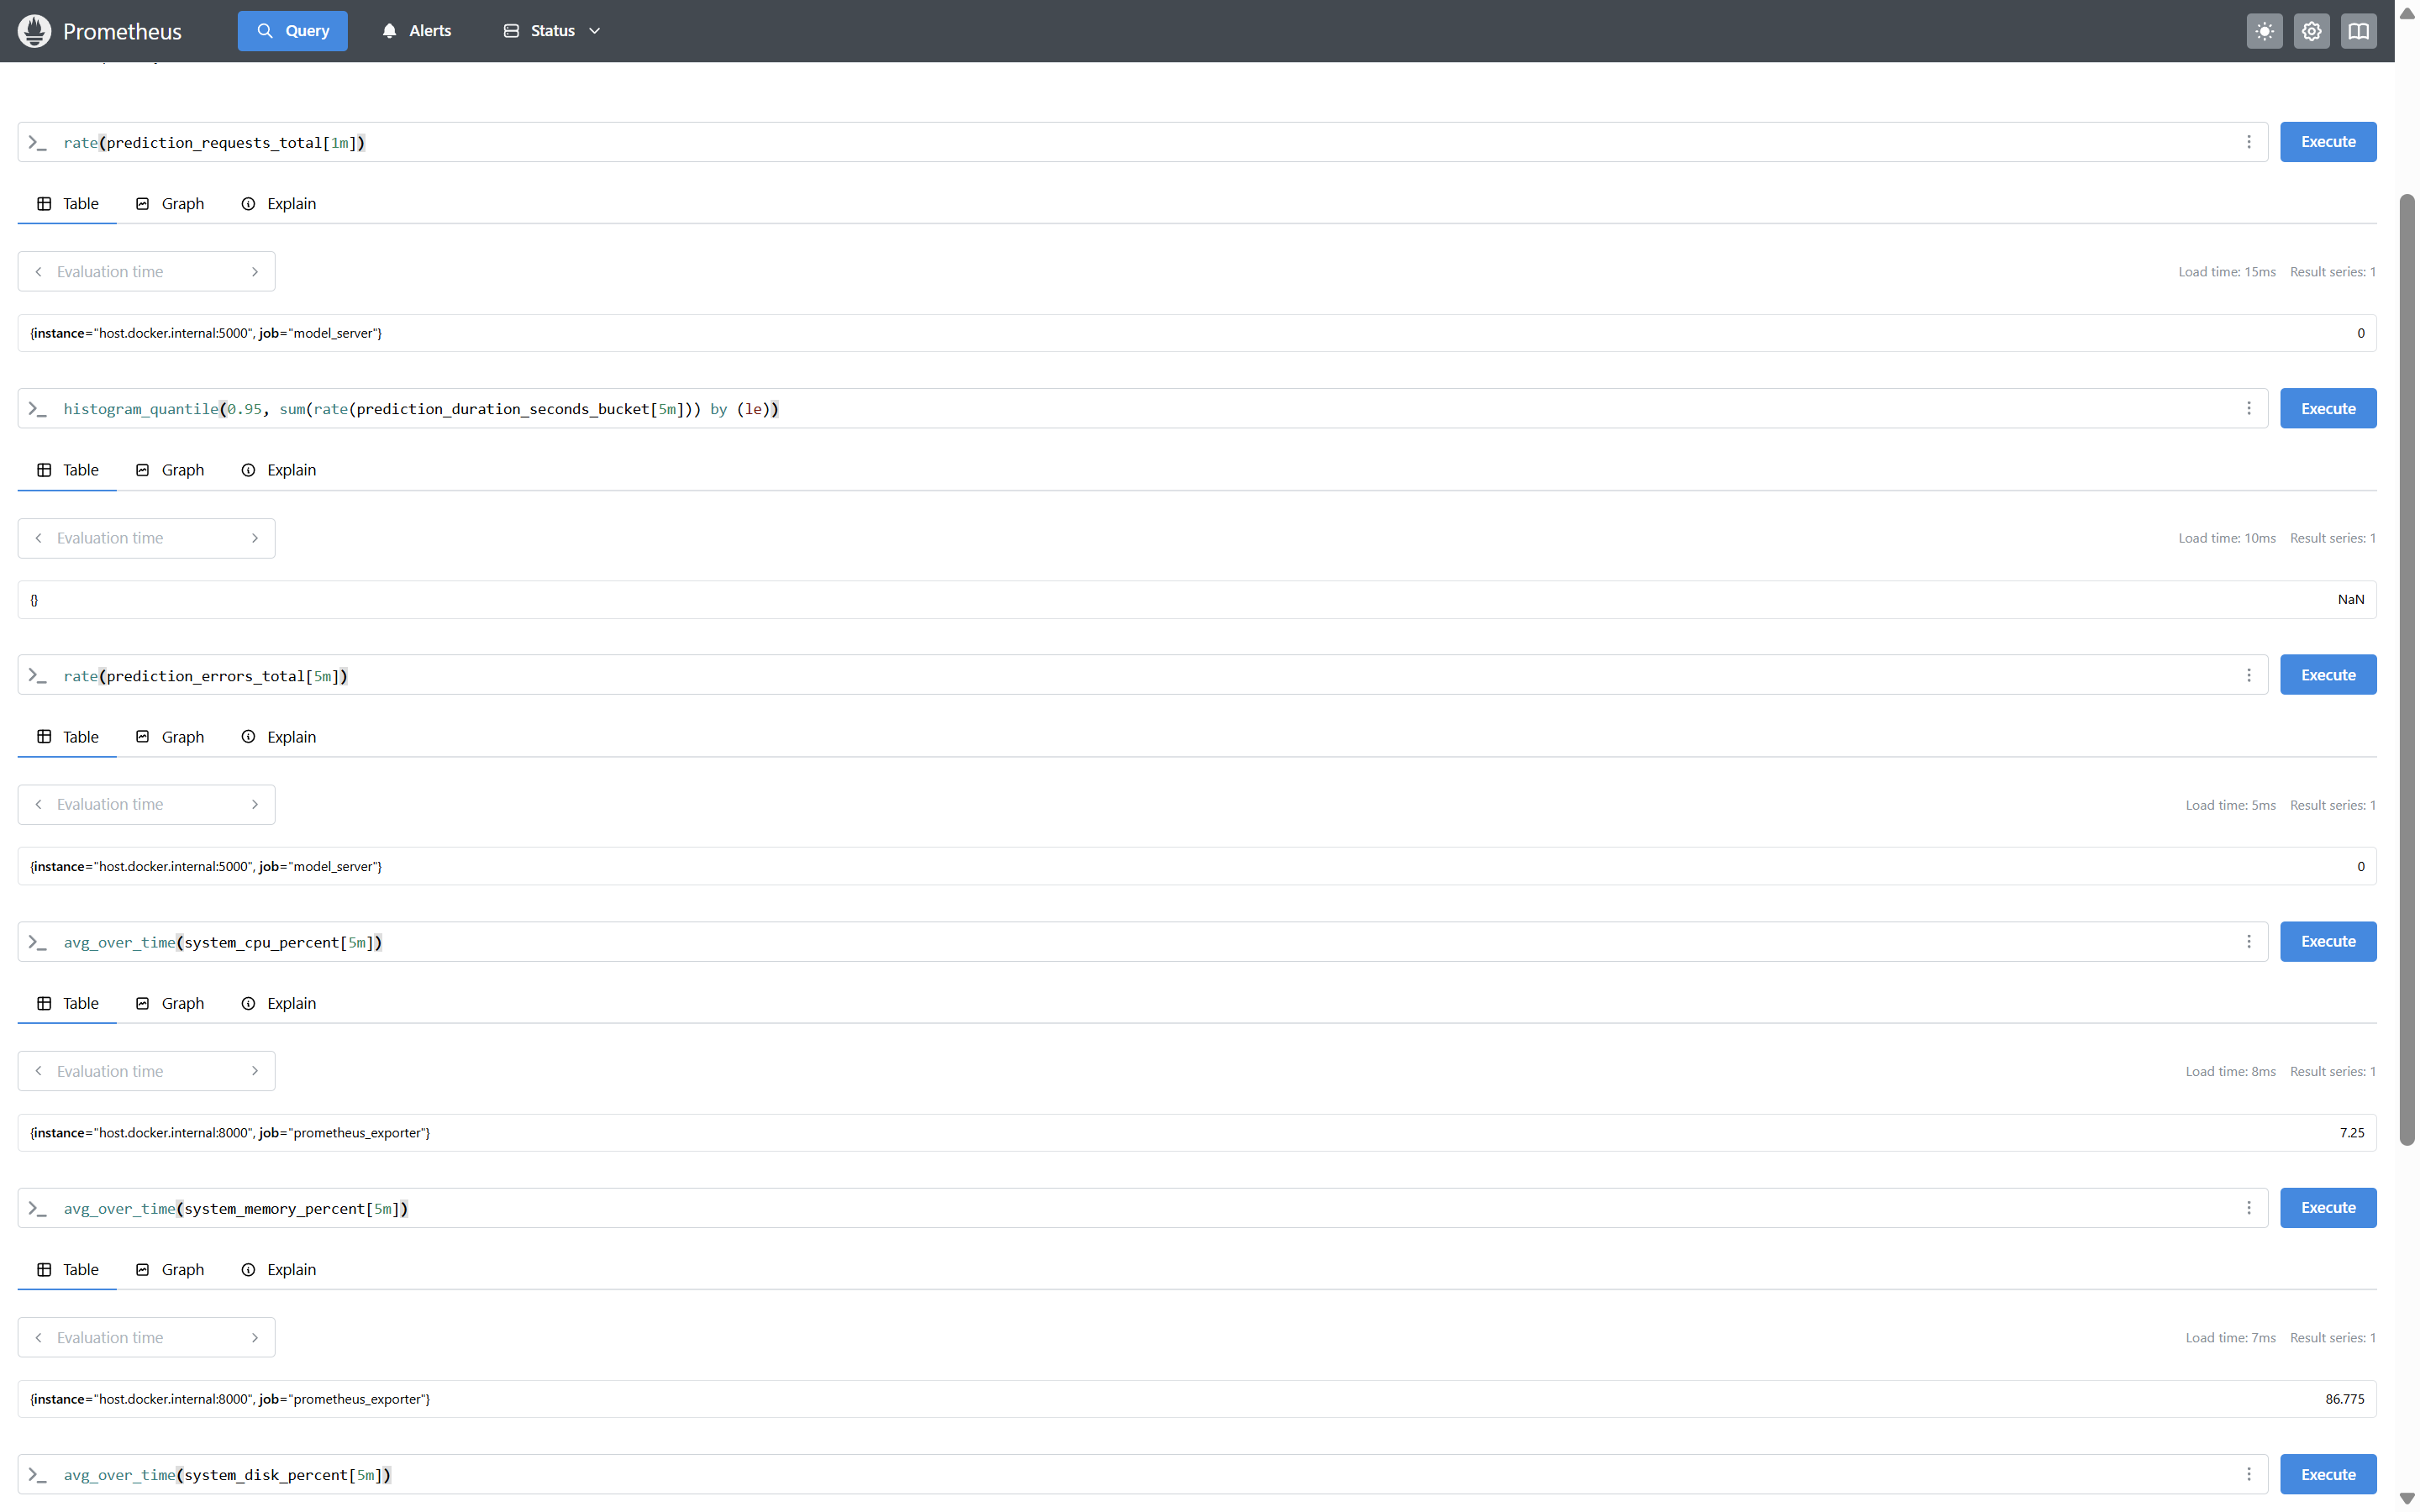 Prometheus Query Alerts Status
rate(prediction_requests_total[1m]) Execute
Table Graph Explain
Evaluation time Load time: 15ms Result series: 1
{instance="host.docker.internal:5000", job="model_server"} 0
histogram_quantile(0.95, sum(rate(prediction_duration_seconds_bucket[5m])) by (le)) Execute
Table Graph Explain
Evaluation time Load time: 10ms Result series: 1
{} NaN
rate(prediction_errors_total[5m]) Execute
Table Graph Explain
Evaluation time Load time: 5ms Result series: 1
{instance="host.docker.internal:5000", job="model_server"} 0
avg_over_time(system_cpu_percent[5m]) Execute
Table Graph Explain
Evaluation time Load time: 8ms Result series: 1
{instance="host.docker.internal:8000", job="prometheus_exporter"} 7.25
avg_over_time(system_memory_percent[5m]) Execute
Table Graph Explain
Evaluation time Load time: 7ms Result series: 1
{instance="host.docker.internal:8000", job="prometheus_exporter"} 86.775
avg_over_time(system_disk_percent[5m]) Execute